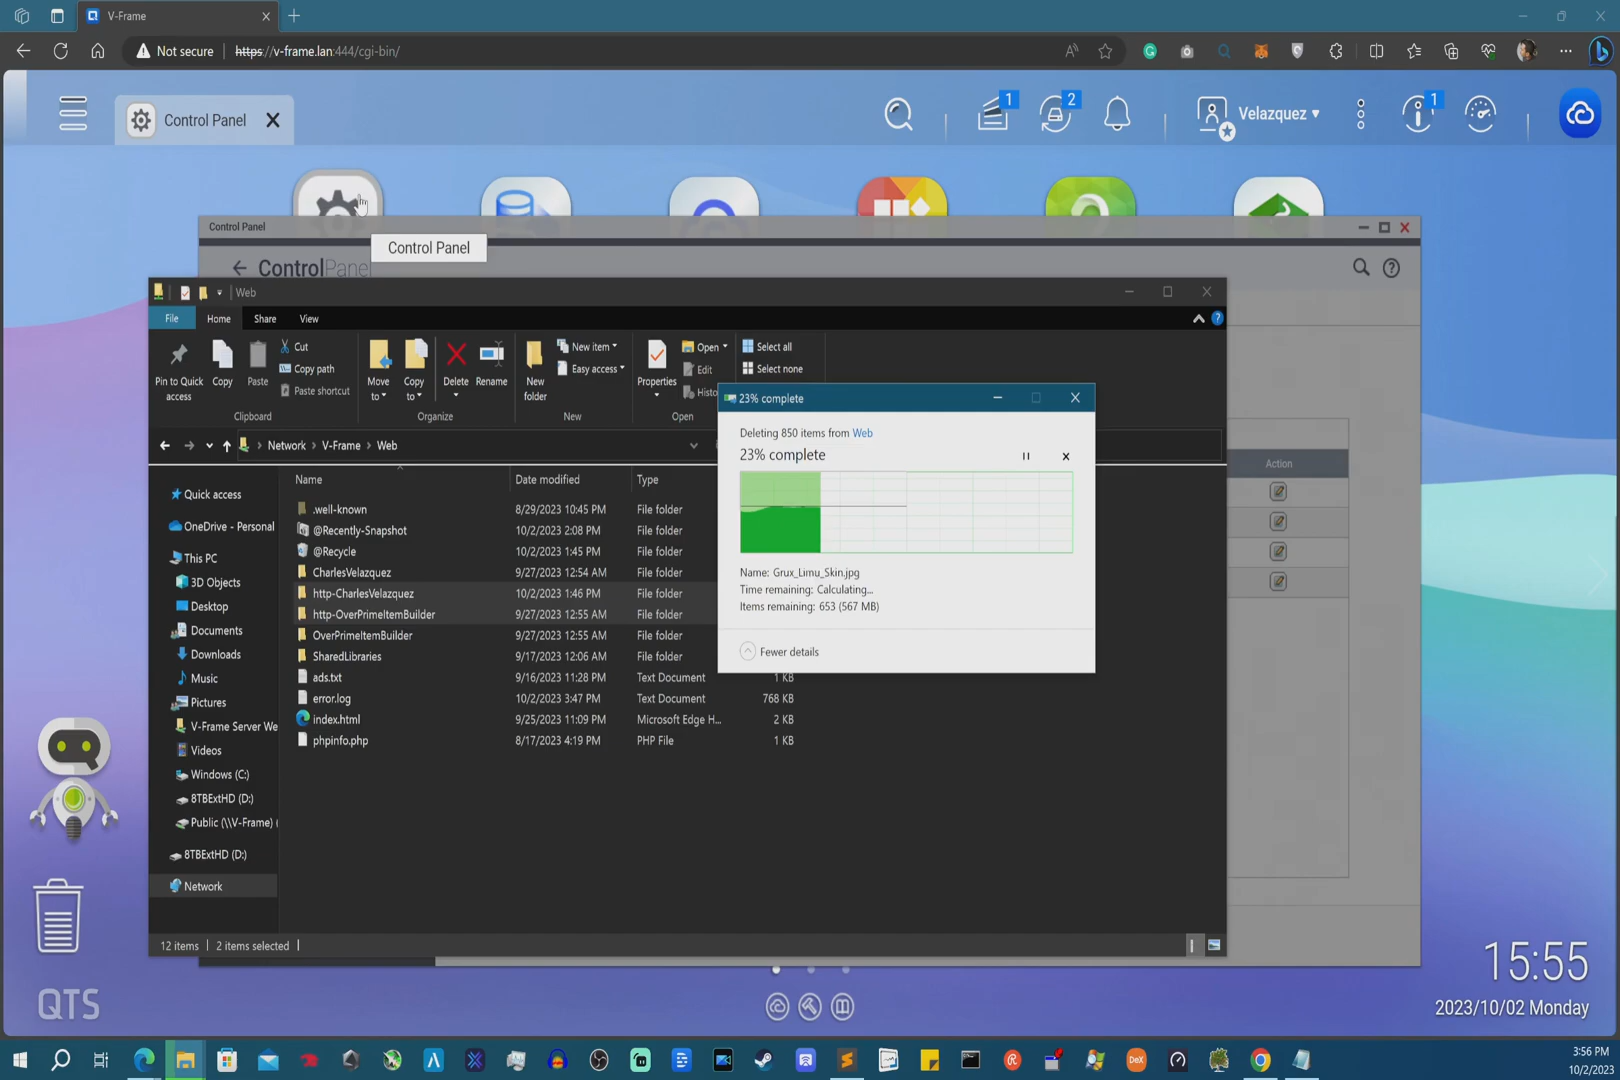 V-Frame
Not secure
https://v-frame.lan:444/cgi-bin/
Control Panel
1
2
Velazquez
1
Control Panel
Control Panel
ControlPanel
Web
File
Home
Share
View
Pin to Quick access
Copy
Paste
Cut
Copy path
Paste shortcut
Move to
Copy to
Delete
Rename
New folder
New item
Easy access
Properties
Open
Edit
Histo
Select all
Select none
Clipboard
Organize
New
Open
Network
V-Frame
Web
Action
23% complete
Deleting 850 items from Web
23% complete
Name: Grux_Limu_Skin.jpg
Time remaining: Calculating...
Items remaining: 653 (567 MB)
Fewer details
Quick access
OneDrive - Personal
This PC
3D Objects
Desktop
Documents
Downloads
Music
Pictures
V-Frame Server We
Videos
Windows (C:)
8TBExtHD (D:)
Public (\\V-Frame) (
8TBExtHD (D:)
Network
Name Date modified Type
.well-known 8/29/2023 10:45 PM File folder
@Recently-Snapshot 10/2/2023 2:08 PM File folder
@Recycle 10/2/2023 1:45 PM File folder
CharlesVelazquez 9/27/2023 12:54 AM File folder
http-CharlesVelazquez 10/2/2023 1:46 PM File folder
http-OverPrimeItemBuilder 9/27/2023 12:55 AM File folder
OverPrimeItemBuilder 9/27/2023 12:55 AM File folder
SharedLibraries 9/17/2023 12:06 AM File folder
ads.txt 9/16/2023 11:28 PM Text Document 1 KB
error.log 10/2/2023 3:47 PM Text Document 768 KB
index.html 9/25/2023 11:09 PM Microsoft Edge H... 2 KB
phpinfo.php 8/17/2023 4:19 PM PHP File 1 KB
12 items
2 items selected
QTS
15:55
2023/10/02 Monday
DeX
3:56 PM
10/2/2023